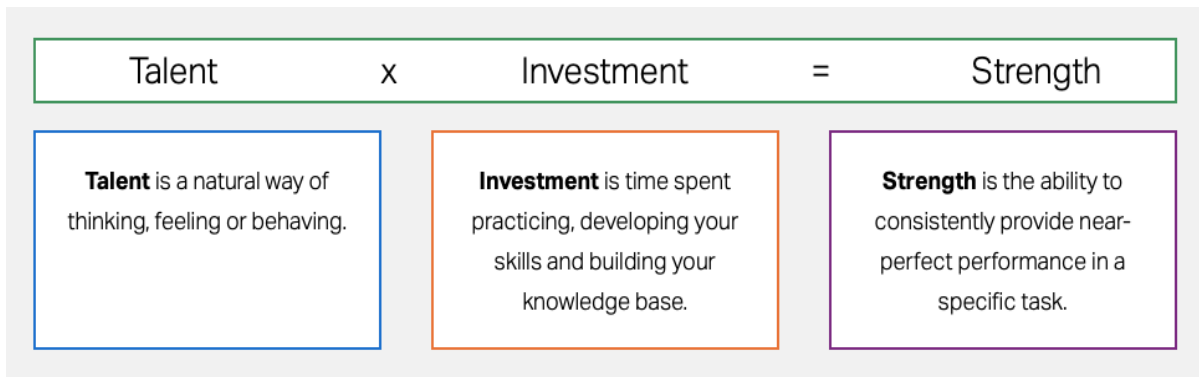 Talent x Investment = Strength
Talent is a natural way of
thinking, feeling or behaving.
Investment is time spent
practicing, developing your
skills and building your
knowledge base.
Strength is the ability to
consistently provide near-
perfect performance in a
specific task.